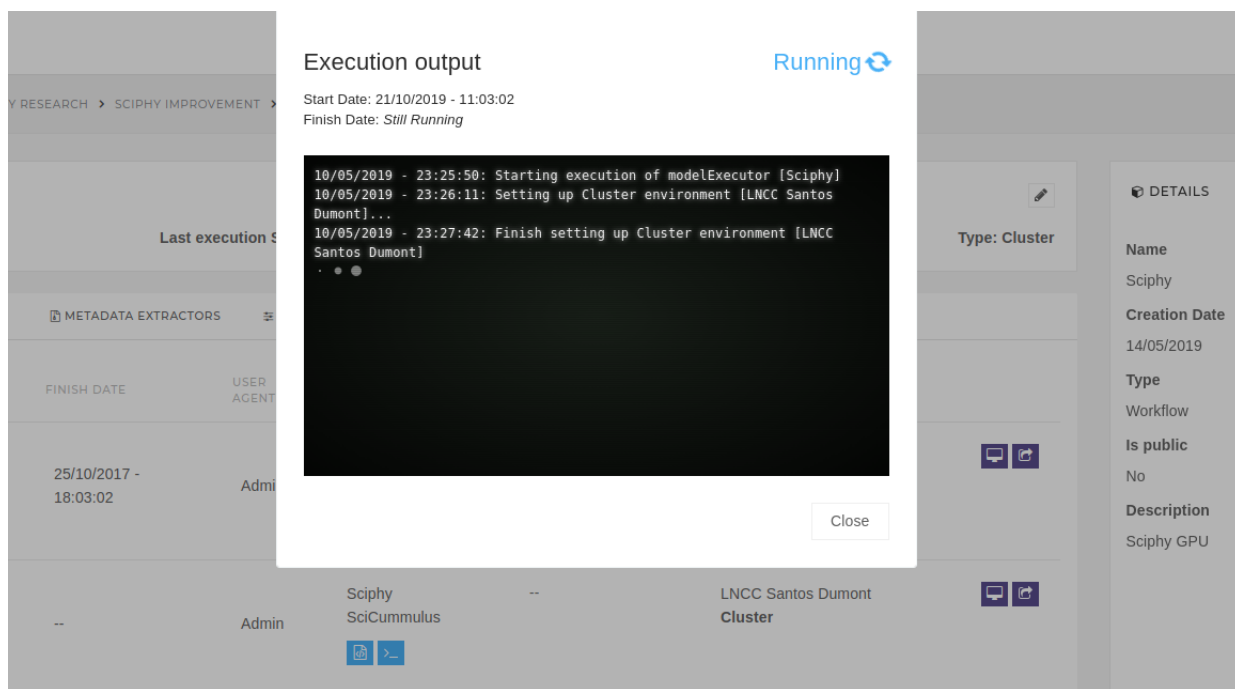 Execution output
Running
Start Date: 21/10/2019 - 11:03:02
Finish Date: Still Running
10/05/2019 - 23:25:50: Starting execution of modelExecutor [Sciphy]
10/05/2019 - 23:26:11: Setting up Cluster environment [LNCC Santos
Dumont]...
10/05/2019 - 23:27:42: Finish setting up Cluster environment [LNCC
Santos Dumont]
Close
RESEARCH > SCIPHY IMPROVEMENT >
Last execution
Type: Cluster
METADATA EXTRACTORS
FINISH DATE
USER
AGENT
25/10/2017 -
18:03:02
--
Admin
Sciphy
SciCummulus
--
LNCC Santos Dumont
Cluster
DETAILS
Name
Sciphy
Creation Date
14/05/2019
Type
Workflow
Is public
No
Description
Sciphy GPU